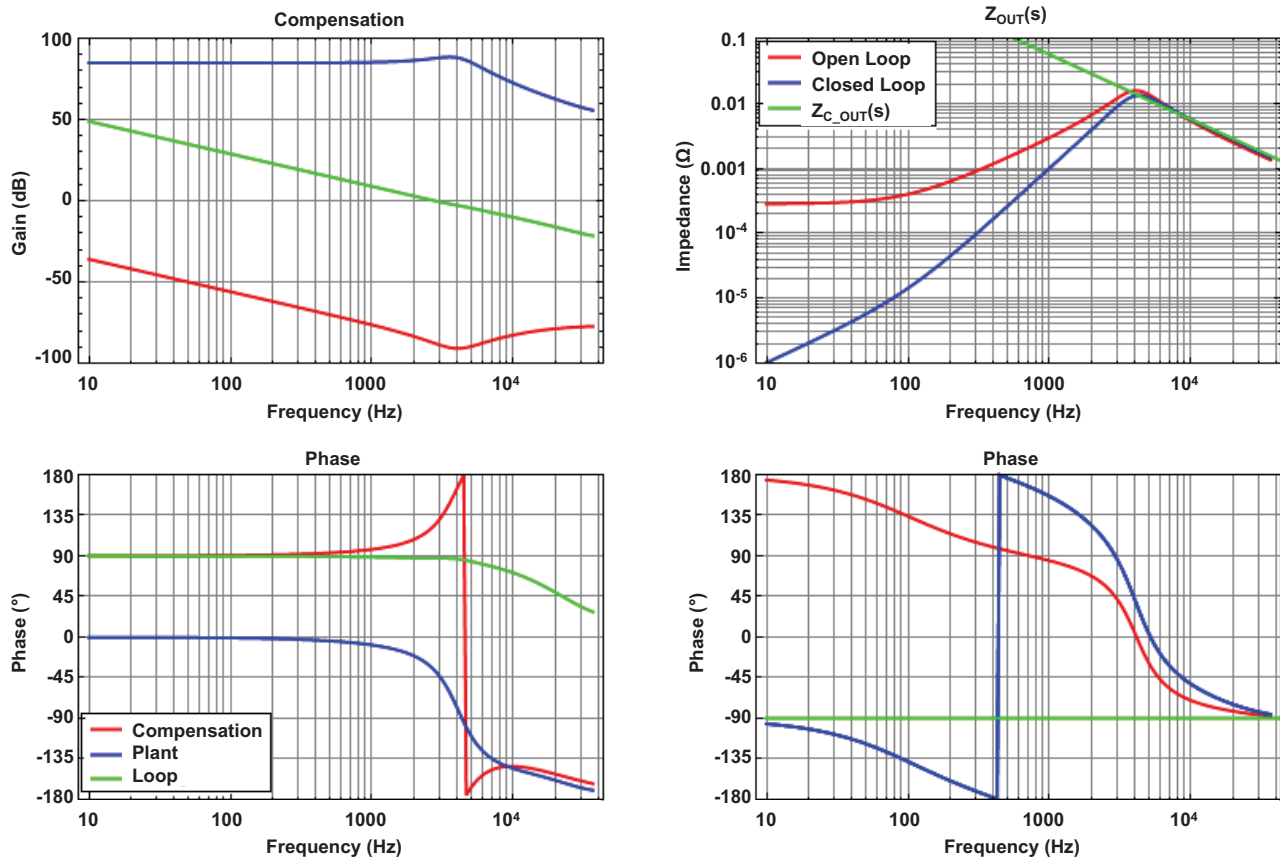 Compensation
100
50
0
-50
-100
Gain (dB)
10
100
1000
10⁴
Frequency (Hz)
Z_OUT(s)
Open Loop
Closed Loop
Z_C_OUT(s)
0.1
0.01
0.001
10⁻⁴
10⁻⁵
10⁻⁶
Impedance (Ω)
10
100
1000
10⁴
Frequency (Hz)
Phase
180
135
90
45
0
-45
-90
-135
-180
Phase (°)
Compensation
Plant
Loop
10
100
1000
10⁴
Frequency (Hz)
Phase
180
135
90
45
0
-45
-90
-135
-180
Phase (°)
10
100
1000
10⁴
Frequency (Hz)